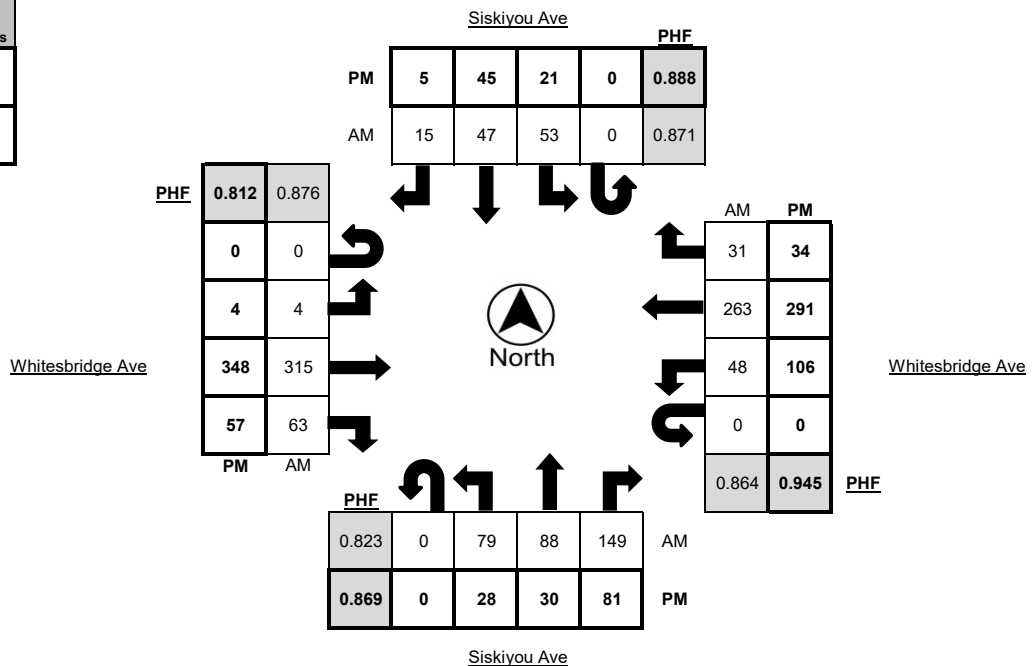 Siskiyou Ave
s
PHF
PM 5 45 21 0 0.888
AM 15 47 53 0 0.871
PHF 0.812 0.876
AM PM
0 0
31 34
4 4
263 291
North
Whitesbridge Ave 348 315
48 106 Whitesbridge Ave
57 63
0 0
PM AM
0.864 0.945 PHF
PHF
0.823 0 79 88 149 AM
0.869 0 28 30 81 PM
Siskiyou Ave